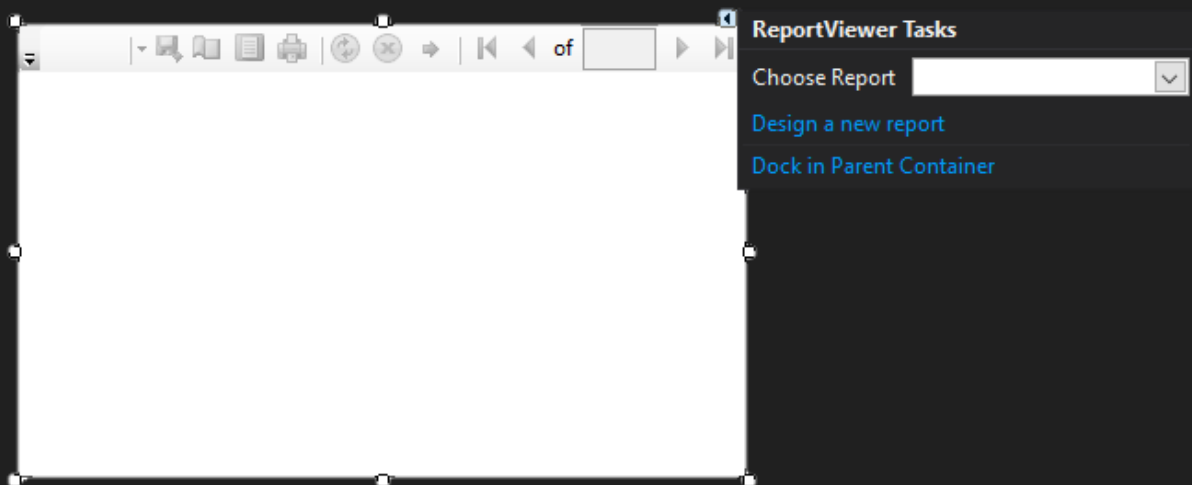 of
ReportViewer Tasks
Choose Report
Design a new report
Dock in Parent Container